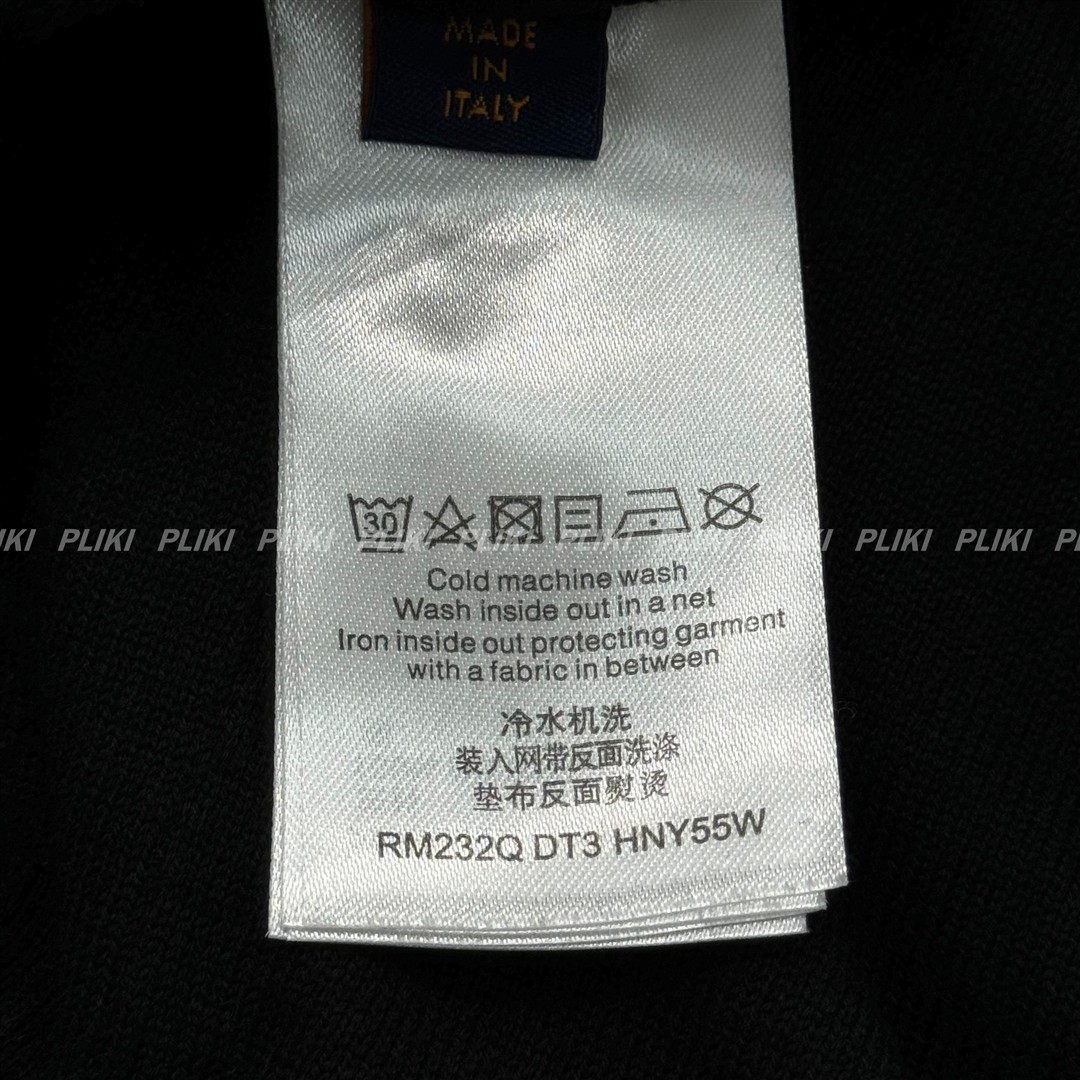 MADE
IN
ITALY
30
PLIKI PLIKI PLIKI PLIKI PLIKI
Cold machine wash
Wash inside out in a net
Iron inside out protecting garment
with a fabric in between
冷水机洗
装入网带反面洗涤
垫布反面熨烫
RM232Q DT3 HNY55W